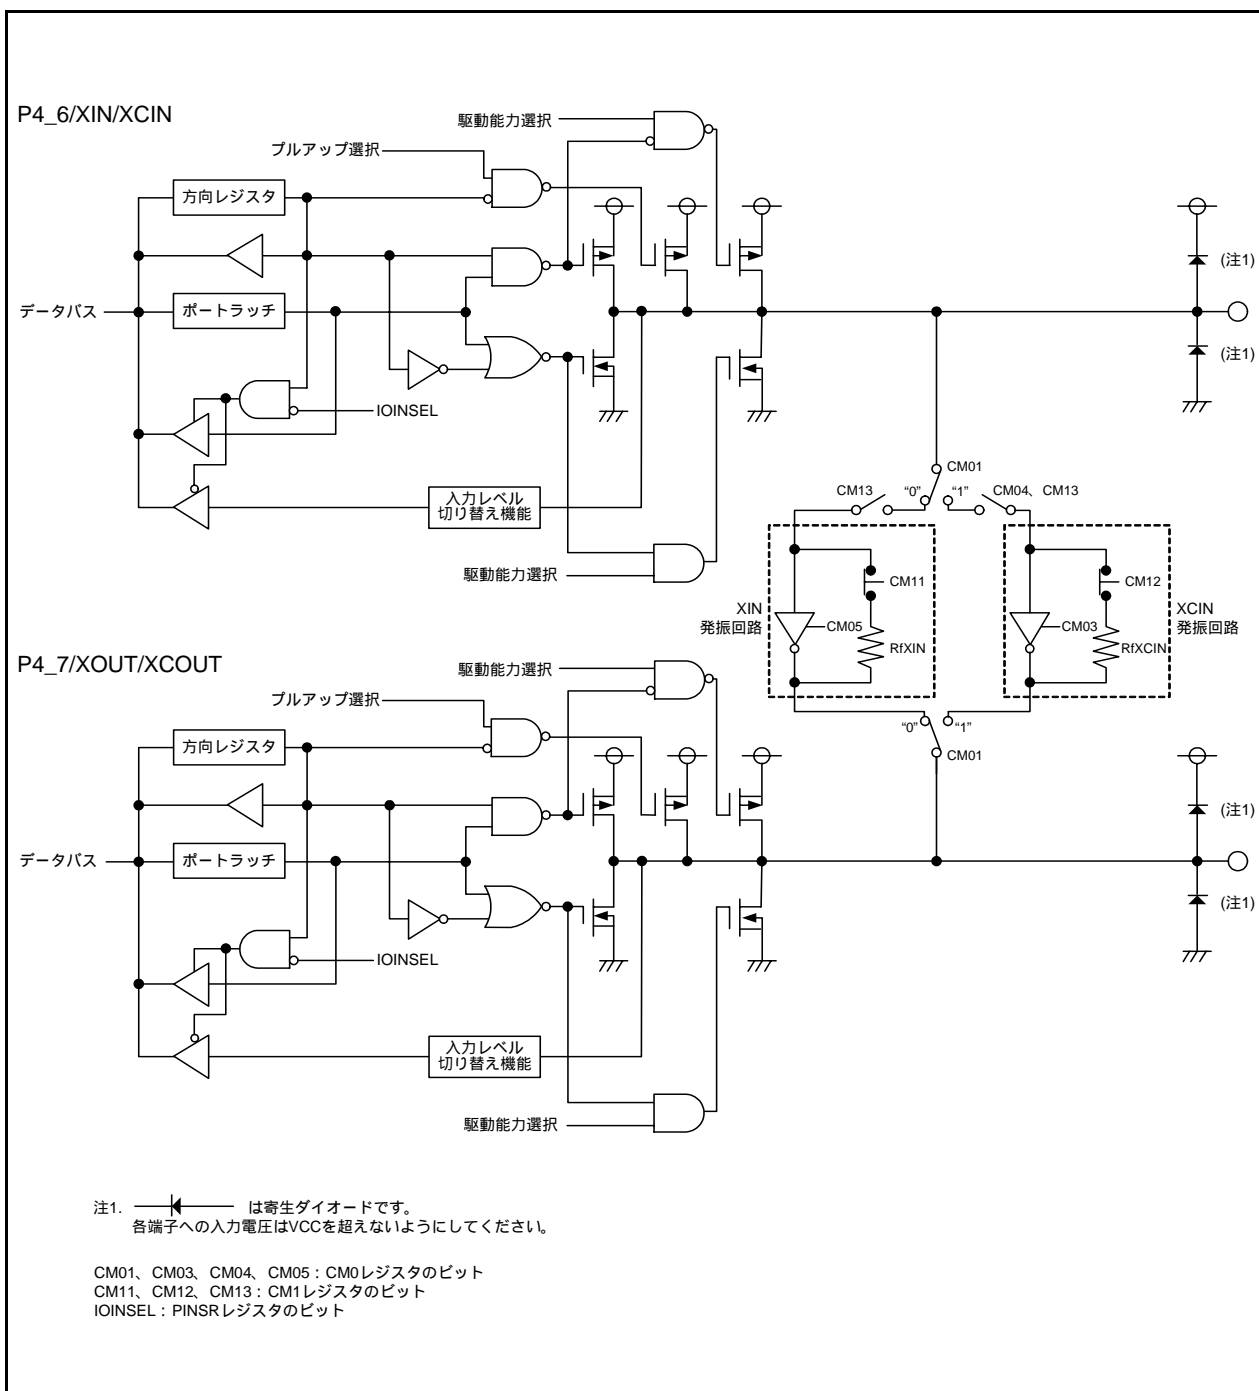 P4_6/XIN/XCIN
駆動能力選択
プルアップ選択
方向レジスタ
データバス
ポートラッチ
IOINSEL
入力レベル
切り替え機能
駆動能力選択
(注1)
(注1)
CM01
CM13
“0”
“1”
CM04、CM13
CM11
CM05
RfXIN
XIN
発振回路
CM12
CM03
RfXCIN
XCIN
発振回路
“0”
“1”
CM01
P4_7/XOUT/XCOUT
駆動能力選択
プルアップ選択
方向レジスタ
データバス
ポートラッチ
IOINSEL
入力レベル
切り替え機能
駆動能力選択
(注1)
(注1)
注1. は寄生ダイオードです。
各端子への入力電圧はVCCを超えないようにしてください。
CM01、CM03、CM04、CM05：CM0レジスタのビット
CM11、CM12、CM13：CM1レジスタのビット
IOINSEL：PINSRレジスタのビット